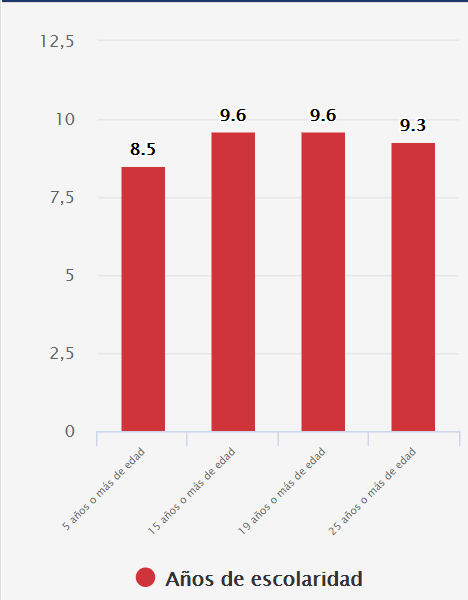 12,5
10
7,5
5
2,5
0
8.5
9.6
9.6
9.3
5 años o más de edad
15 años o más de edad
19 años o más de edad
25 años o más de edad
Años de escolaridad